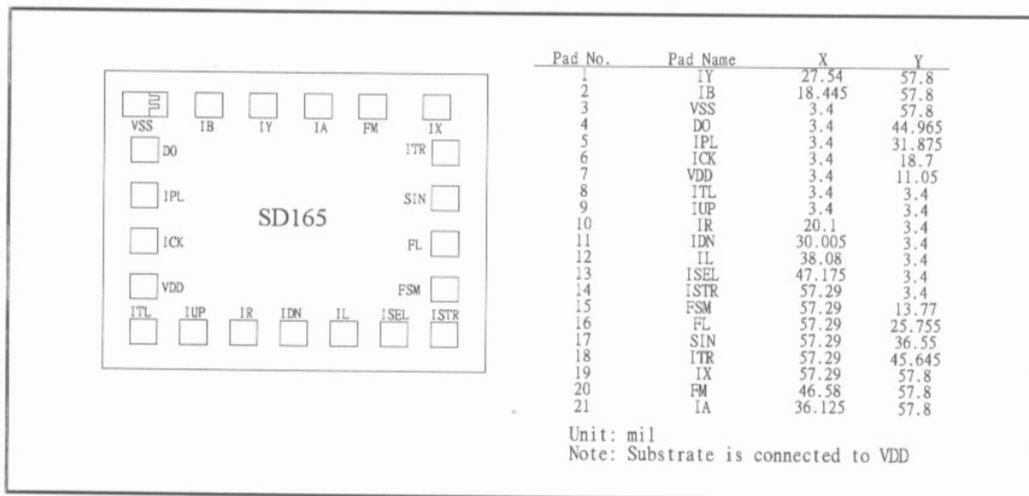 VSS IB IY IA FM IX
DO ITR
IPL SIN
SD165
ICK FL
VDD FSM
ITL IUP IR IDN IL ISEL ISTR
Pad No. Pad Name X Y
1 IY 27.54 57.8
2 IB 18.445 57.8
3 VSS 3.4 57.8
4 DO 3.4 44.965
5 IPL 3.4 31.875
6 ICK 3.4 18.7
7 VDD 3.4 11.05
8 ITL 3.4 3.4
9 IUP 3.4 3.4
10 IR 20.1 3.4
11 IDN 30.005 3.4
12 IL 38.08 3.4
13 ISEL 47.175 3.4
14 ISTR 57.29 3.4
15 FSM 57.29 13.77
16 FL 57.29 25.755
17 SIN 57.29 36.55
18 ITR 57.29 45.645
19 IX 57.29 57.8
20 FM 46.58 57.8
21 IA 36.125 57.8
Unit: mil
Note: Substrate is connected to VDD